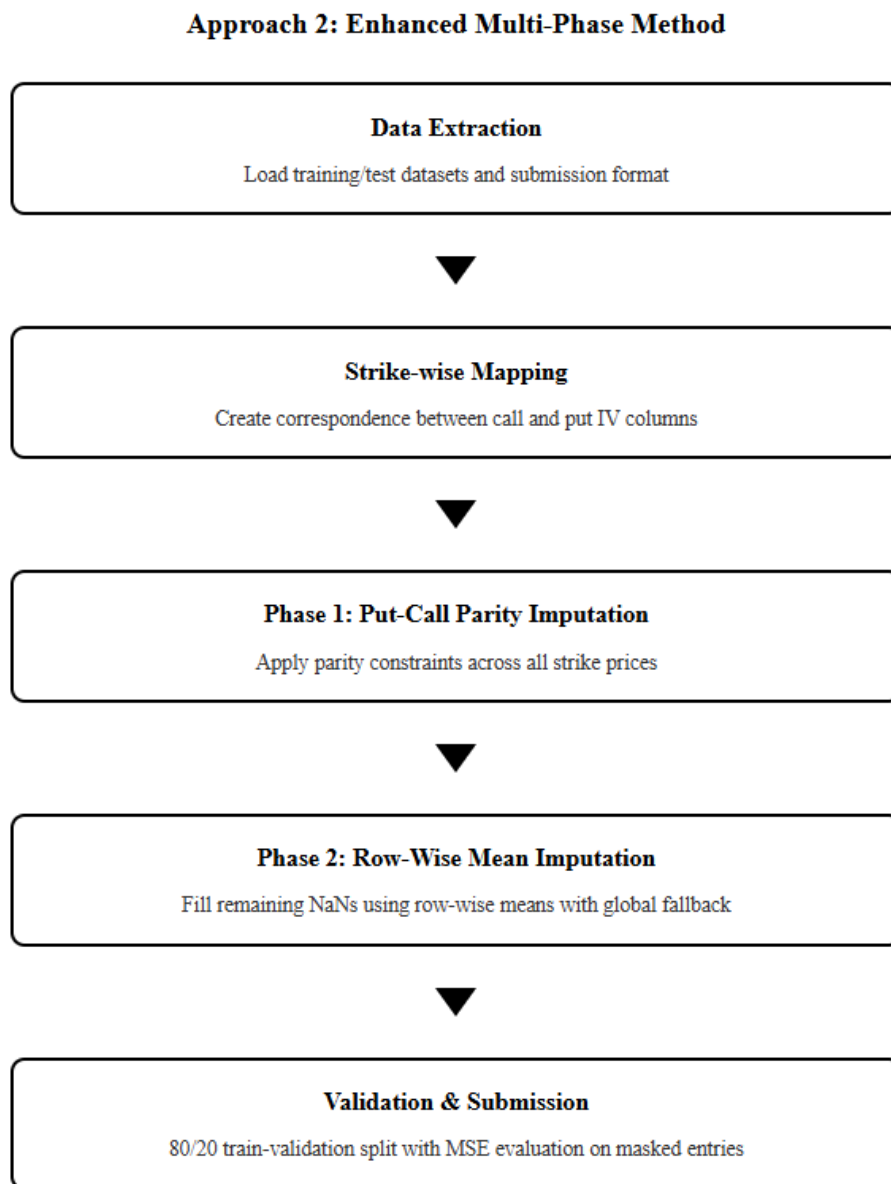 Approach 2: Enhanced Multi-Phase Method
Data Extraction
Load training/test datasets and submission format
Strike-wise Mapping
Create correspondence between call and put IV columns
Phase 1: Put-Call Parity Imputation
Apply parity constraints across all strike prices
Phase 2: Row-Wise Mean Imputation
Fill remaining NaNs using row-wise means with global fallback
Validation & Submission
80/20 train-validation split with MSE evaluation on masked entries